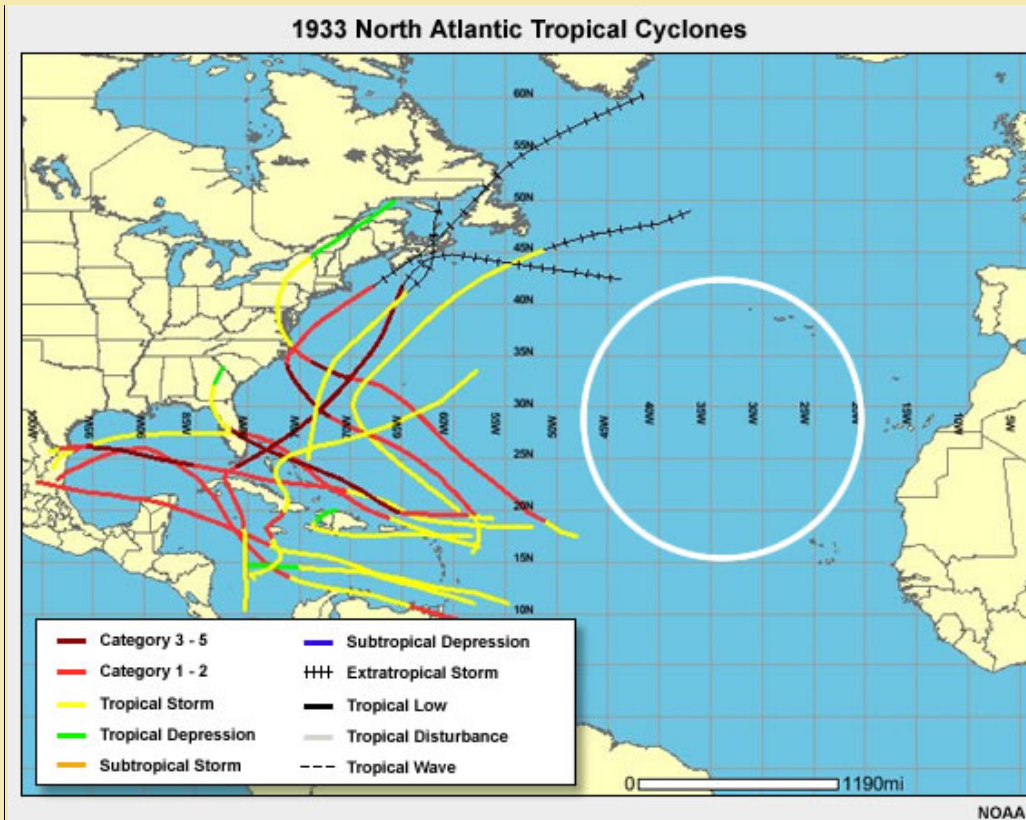 1933 North Atlantic Tropical Cyclones
60N
55N
50N
45N
40N
35N
30N
25N
20N
15N
10N
95W
90W
85W
75W
70W
65W
60W
55W
50W
45W
40W
35W
30W
25W
20W
15W
10W
5W
Category 3 - 5
Category 1 - 2
Tropical Storm
Tropical Depression
Subtropical Storm
Subtropical Depression
Extratropical Storm
Tropical Low
Tropical Disturbance
Tropical Wave
0 1190mi
NOAA